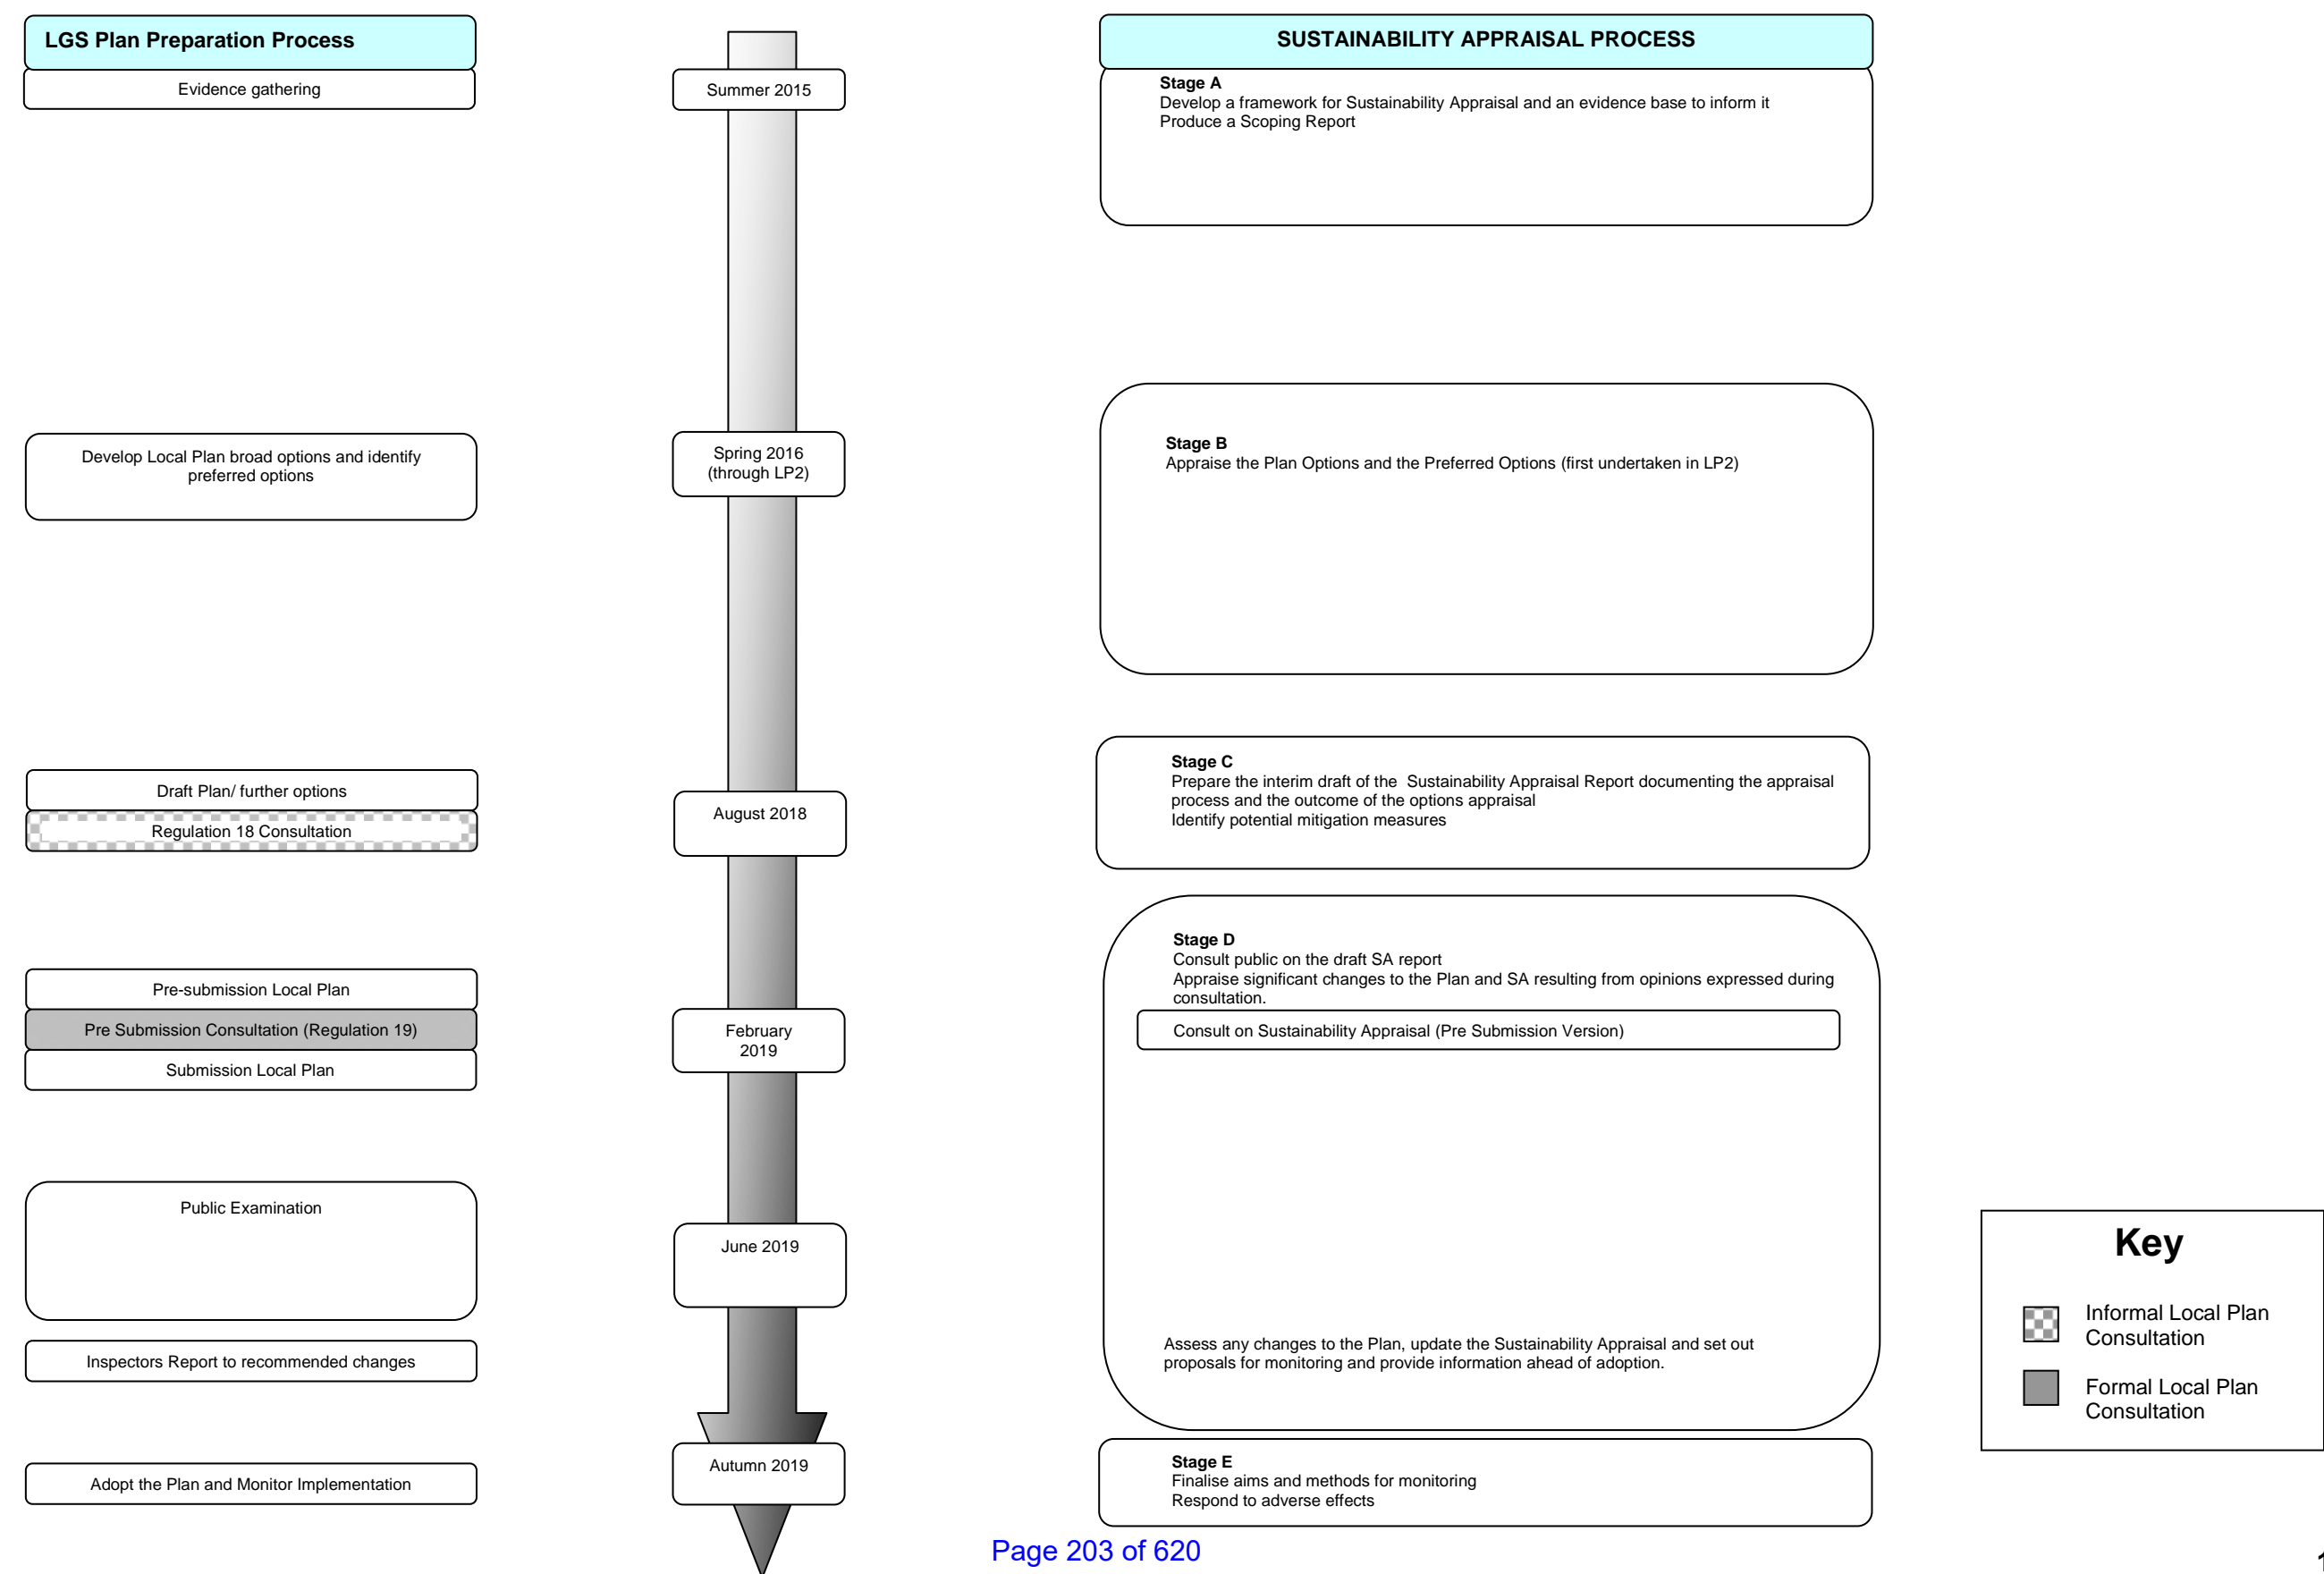 LGS Plan Preparation Process
Evidence gathering
Develop Local Plan broad options and identify
preferred options
Draft Plan/ further options
Regulation 18 Consultation
Pre-submission Local Plan
Pre Submission Consultation (Regulation 19)
Submission Local Plan
Public Examination
Inspectors Report to recommended changes
Adopt the Plan and Monitor Implementation
Summer 2015
Spring 2016
(through LP2)
August 2018
February
2019
June 2019
Autumn 2019
SUSTAINABILITY APPRAISAL PROCESS
Stage A
Develop a framework for Sustainability Appraisal and an evidence base to inform it
Produce a Scoping Report
Stage B
Appraise the Plan Options and the Preferred Options (first undertaken in LP2)
Stage C
Prepare the interim draft of the Sustainability Appraisal Report documenting the appraisal
process and the outcome of the options appraisal
Identify potential mitigation measures
Stage D
Consult public on the draft SA report
Appraise significant changes to the Plan and SA resulting from opinions expressed during
consultation.
Consult on Sustainability Appraisal (Pre Submission Version)
Assess any changes to the Plan, update the Sustainability Appraisal and set out
proposals for monitoring and provide information ahead of adoption.
Stage E
Finalise aims and methods for monitoring
Respond to adverse effects
Key
Informal Local Plan
Consultation
Formal Local Plan
Consultation
Page 203 of 620